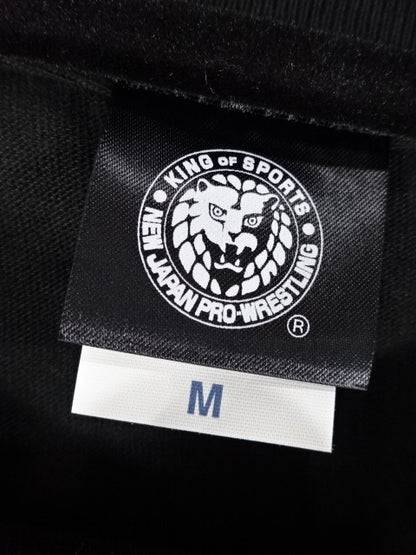 KING OF SPORTS
NEW JAPAN PRO-WRESTLING
®
M